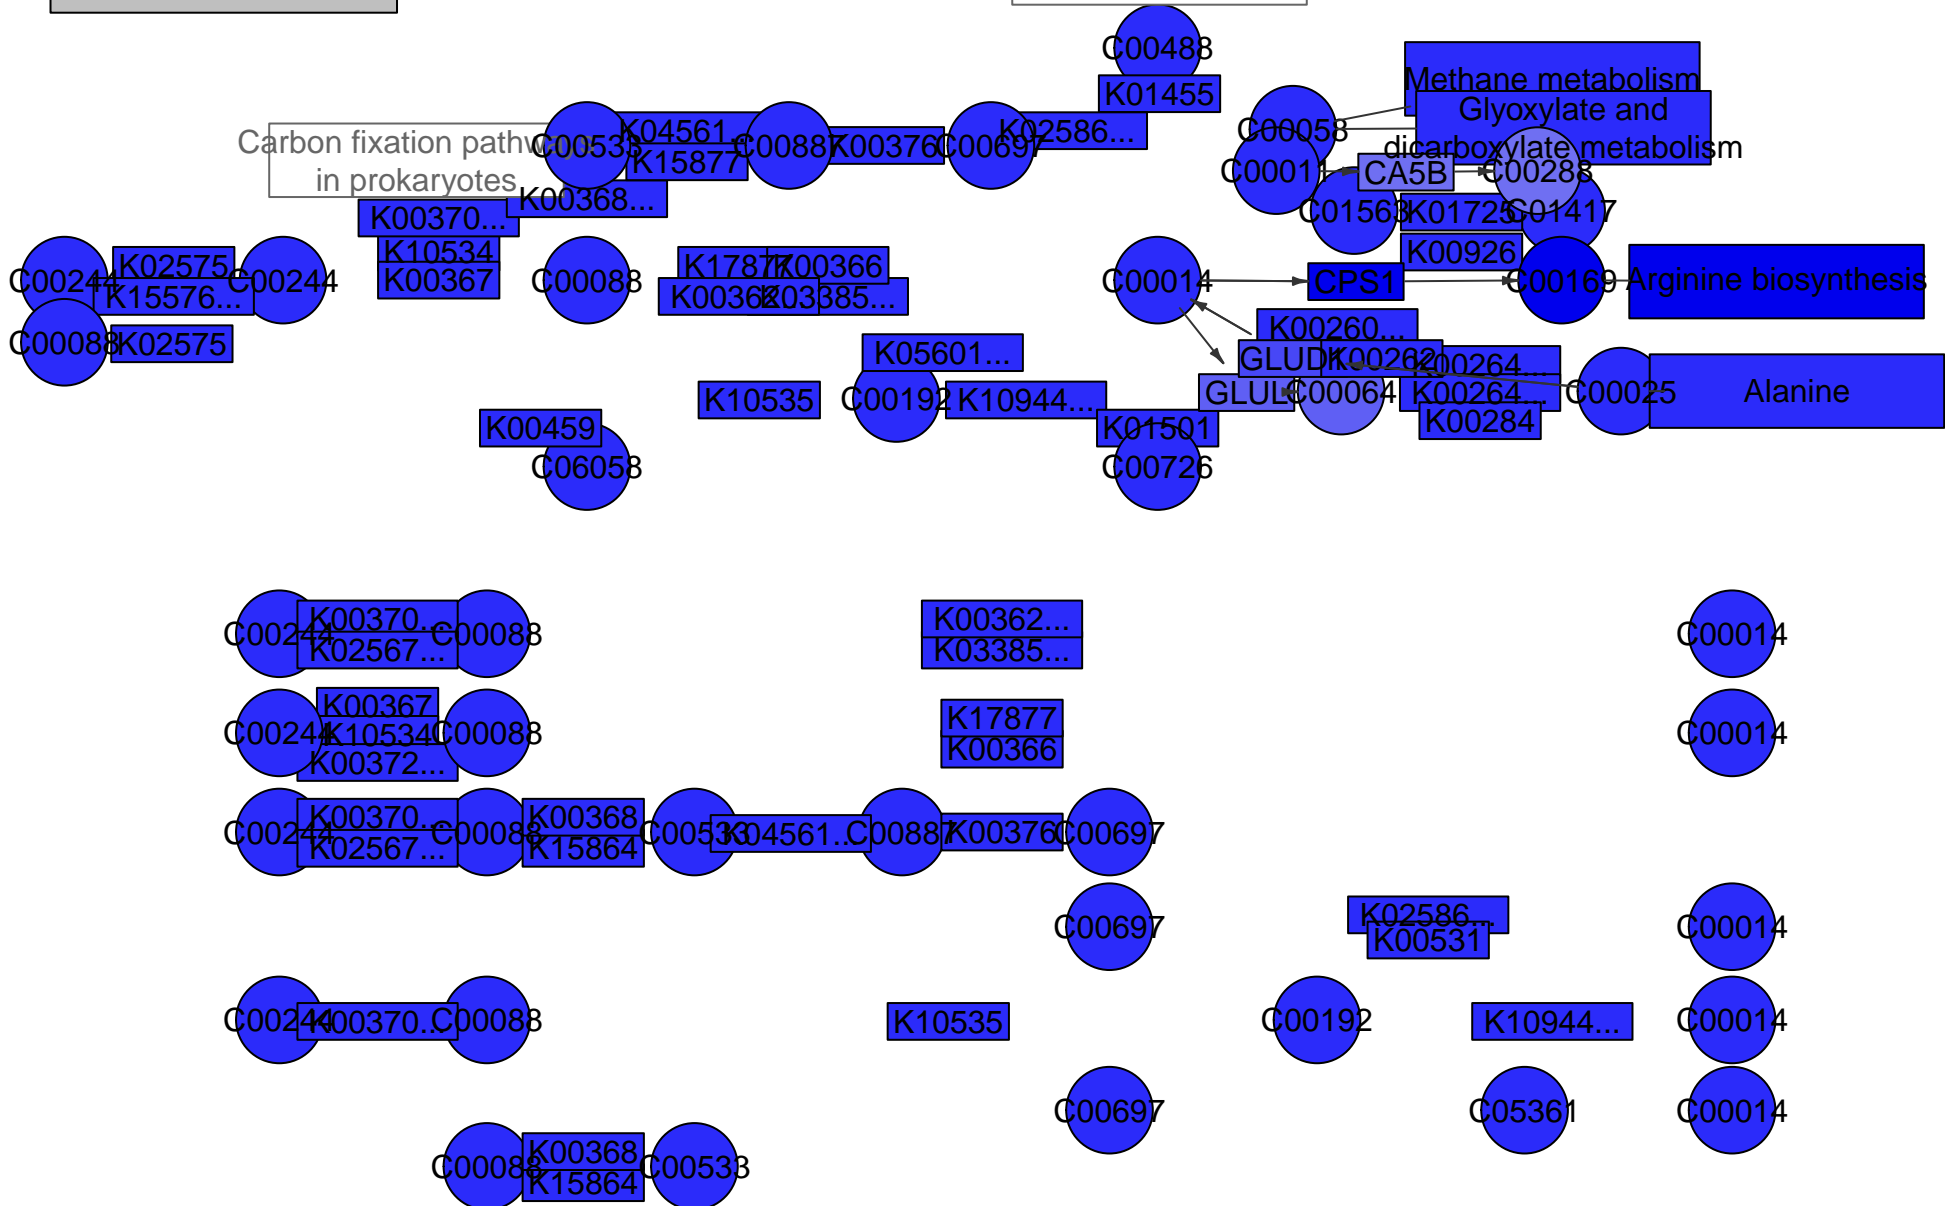 C00488
K01455
Methane metabolism
Glyoxylate and
dicarboxylate metabolism
Carbon fixation pathways
in prokaryotes
C00533
K04561...
K15877
C00887
K00376
C00697
K02586...
C00058
C00011
CA5B
C00288
C01563
K01725
C01417
K00926
K00368...
K00370...
K10534
K00367
C00244
K02575
K15576...
C00244
C00088
K17877
K00366
K00362...
K03385...
C00014
CPS1
C00169
Arginine biosynthesis
C00088
K02575
K05601...
K00260...
GLUD1
K00262
K00264...
K10535
C00192
K10944...
GLUL
C00064
K00264...
K00284
C00025
Alanine
K00459
C06058
K01501
C00726
C00244
K00370...
K02567...
C00088
K00362...
K03385...
C00014
C00244
K00367
K10534
K00372...
C00088
K17877
K00366
C00014
C00244
K00370...
K02567...
C00088
K00368
K15864
C00533
K04561...
C00887
K00376
C00697
C00697
K02586...
K00531
C00014
C00244
K00370...
C00088
K10535
C00192
K10944...
C00014
C00697
C05361
C00014
C00088
K00368
K15864
C00533